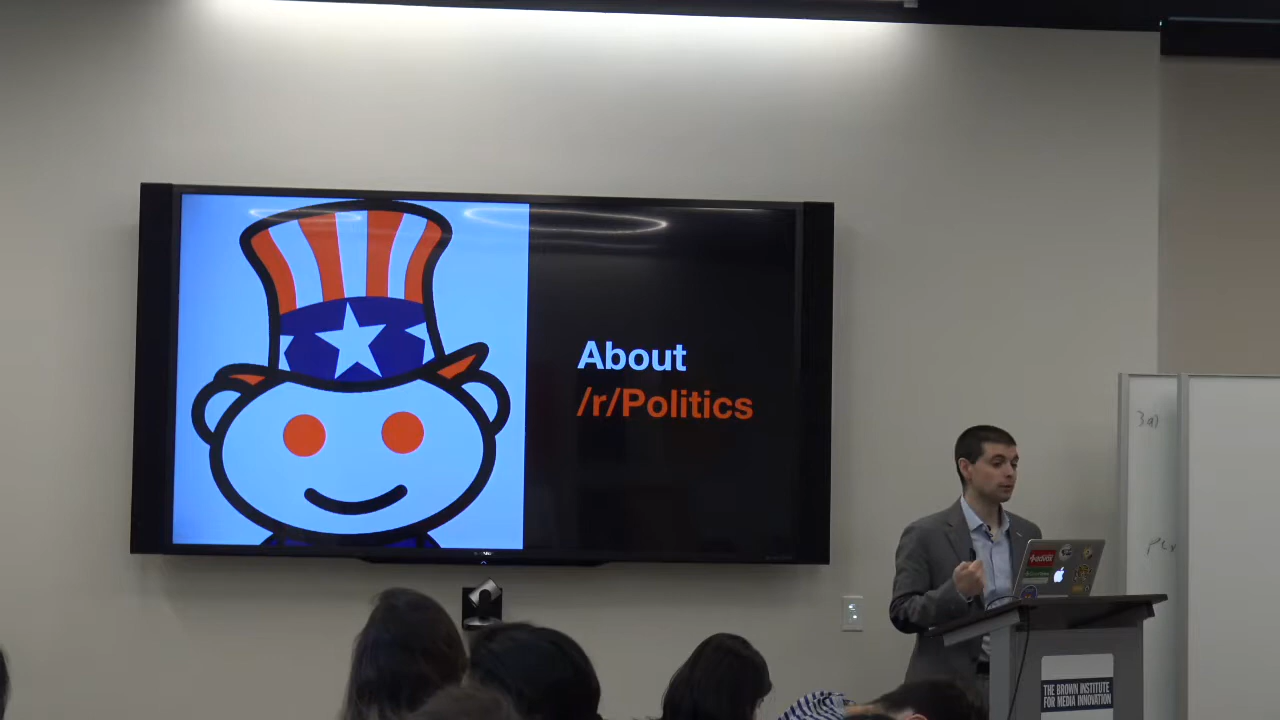 About
/r/Politics
THE BROWN INSTITUTE
FOR MEDIA INNOVATION